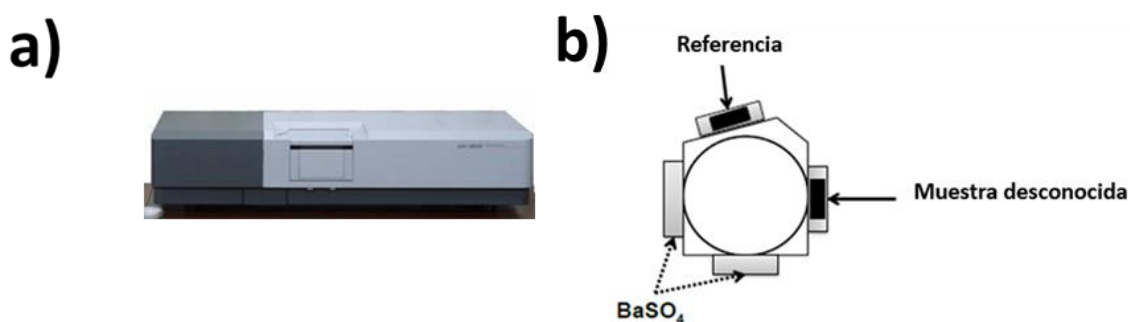 a)
b)
Referencia
Muestra desconocida
BaSO₄